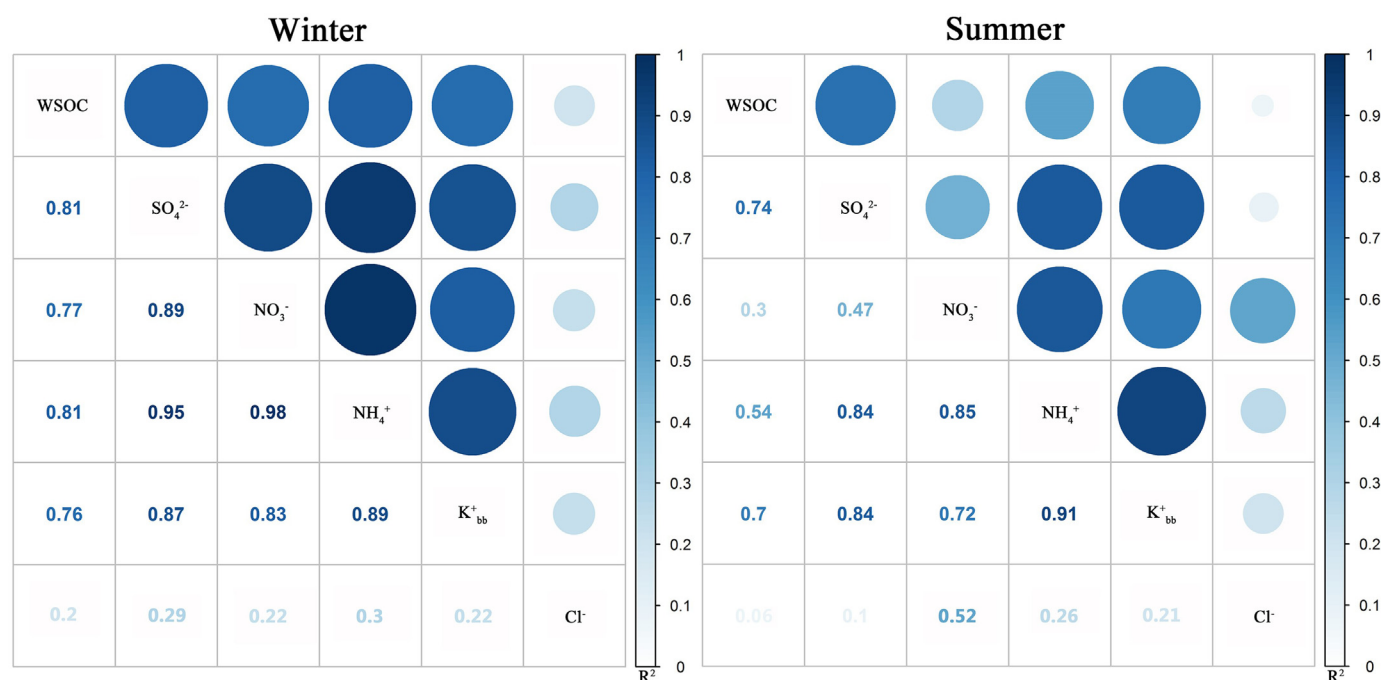 Winter
Summer
WSOC
0.81 SO₄²⁻
0.77 0.89 NO₃⁻
0.81 0.95 0.98 NH₄⁺
0.76 0.87 0.83 0.89 K⁺bb
0.2 0.29 0.22 0.3 0.22 Cl⁻
1
0.9
0.8
0.7
0.6
0.5
0.4
0.3
0.2
0.1
0
R²
WSOC
0.74 SO₄²⁻
0.3 0.47 NO₃⁻
0.54 0.84 0.85 NH₄⁺
0.7 0.84 0.72 0.91 K⁺bb
0.06 0.1 0.52 0.26 0.21 Cl⁻
1
0.9
0.8
0.7
0.6
0.5
0.4
0.3
0.2
0.1
0
R²